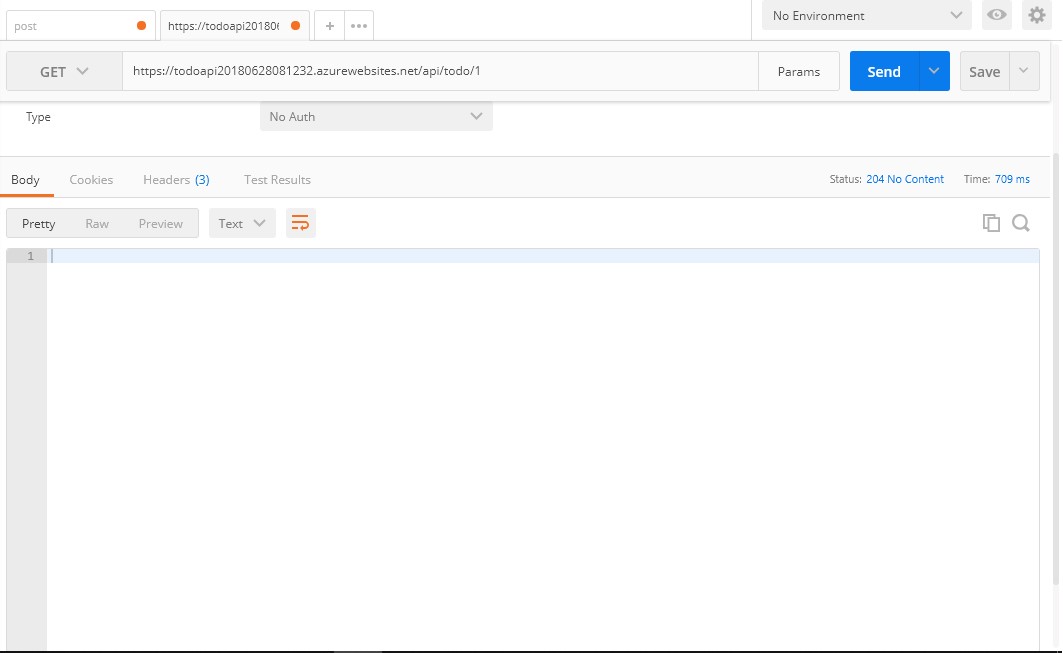 post https://todoapi20180 + ••• No Environment
GET https://todoapi20180628081232.azurewebsites.net/api/todo/1 Params Send Save
Type No Auth
Body Cookies Headers (3) Test Results Status: 204 No Content Time: 709 ms
Pretty Raw Preview Text
1